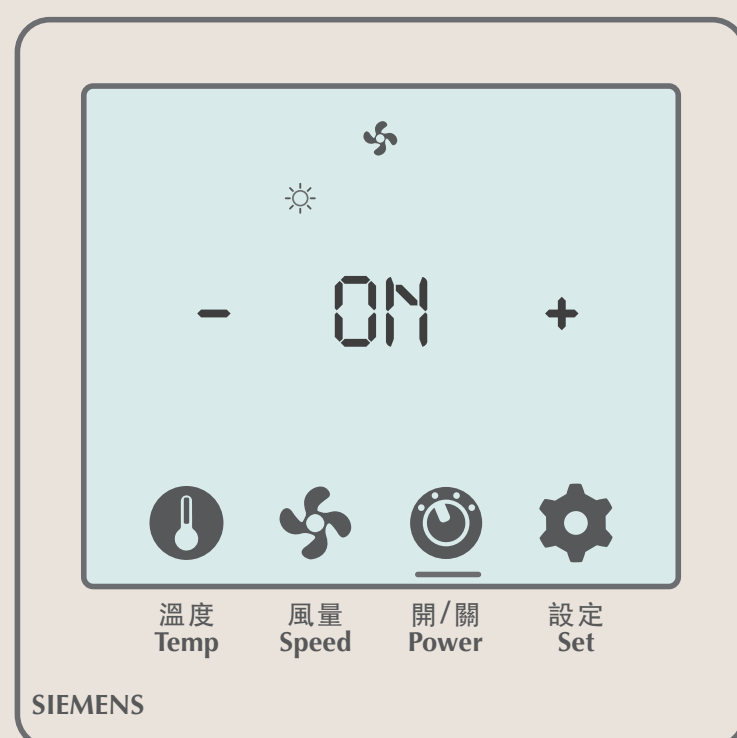 - ON +
溫度 風量 開/關 設定
Temp Speed Power Set
SIEMENS